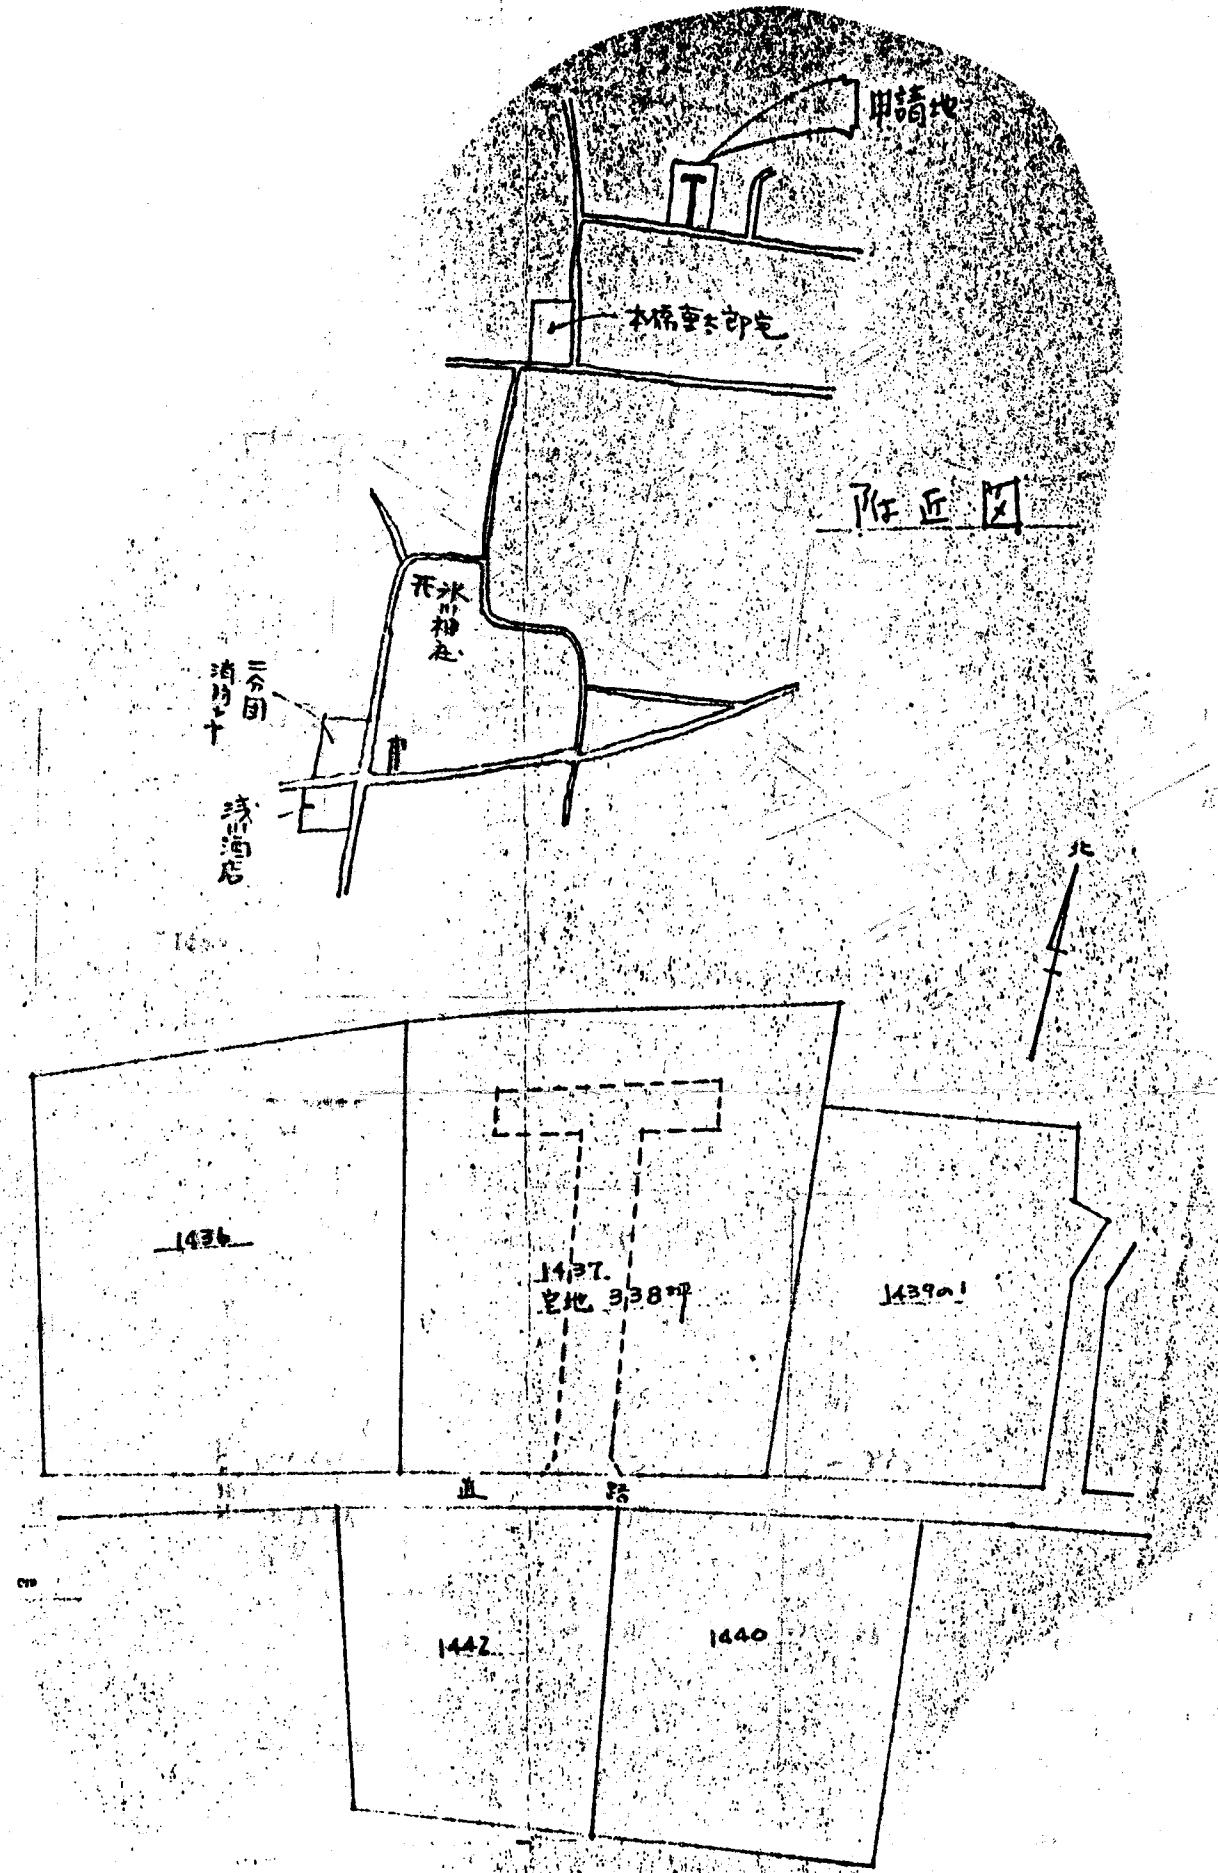 申請地
本橋重太郎宅
附近図
氷川神社
二分団
消防
浅川酒店
北
1436
1437.
宅地 338坪
1439の1
道路
1442
1440